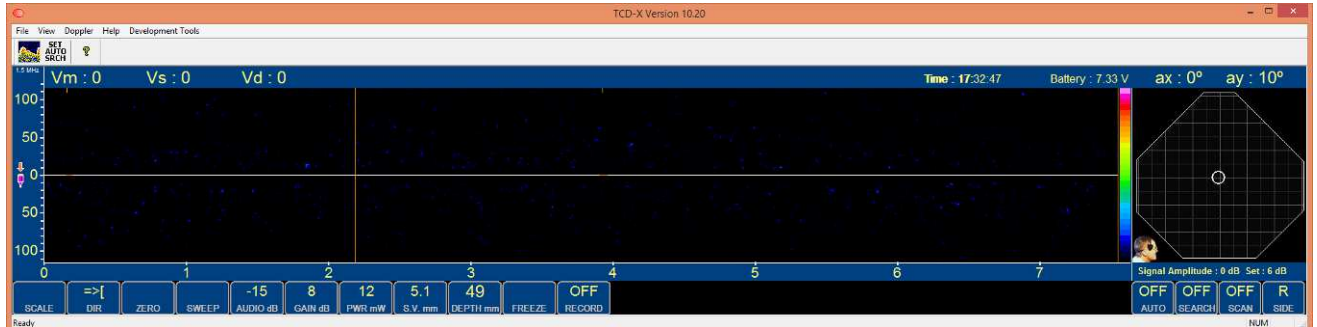 TCD-X Version 10.20
File View Doppler Help Development Tools
SET
AUTO
SRCH
?
1.5 MHz
Vm : 0 Vs : 0 Vd : 0 Time : 17:32:47 Battery : 7.33 V ax : 0º ay : 10º
100
50
0
50
100
0 1 2 3 4 5 6 7
Signal Amplitude : 0 dB Set : 6 dB
=>[ -15 8 12 5.1 49 OFF OFF OFF OFF R
SCALE DIR ZERO SWEEP AUDIO dB GAIN dB PWR mW S.V. mm DEPTH mm FREEZE RECORD AUTO SEARCH SCAN SIDE
Ready NUM